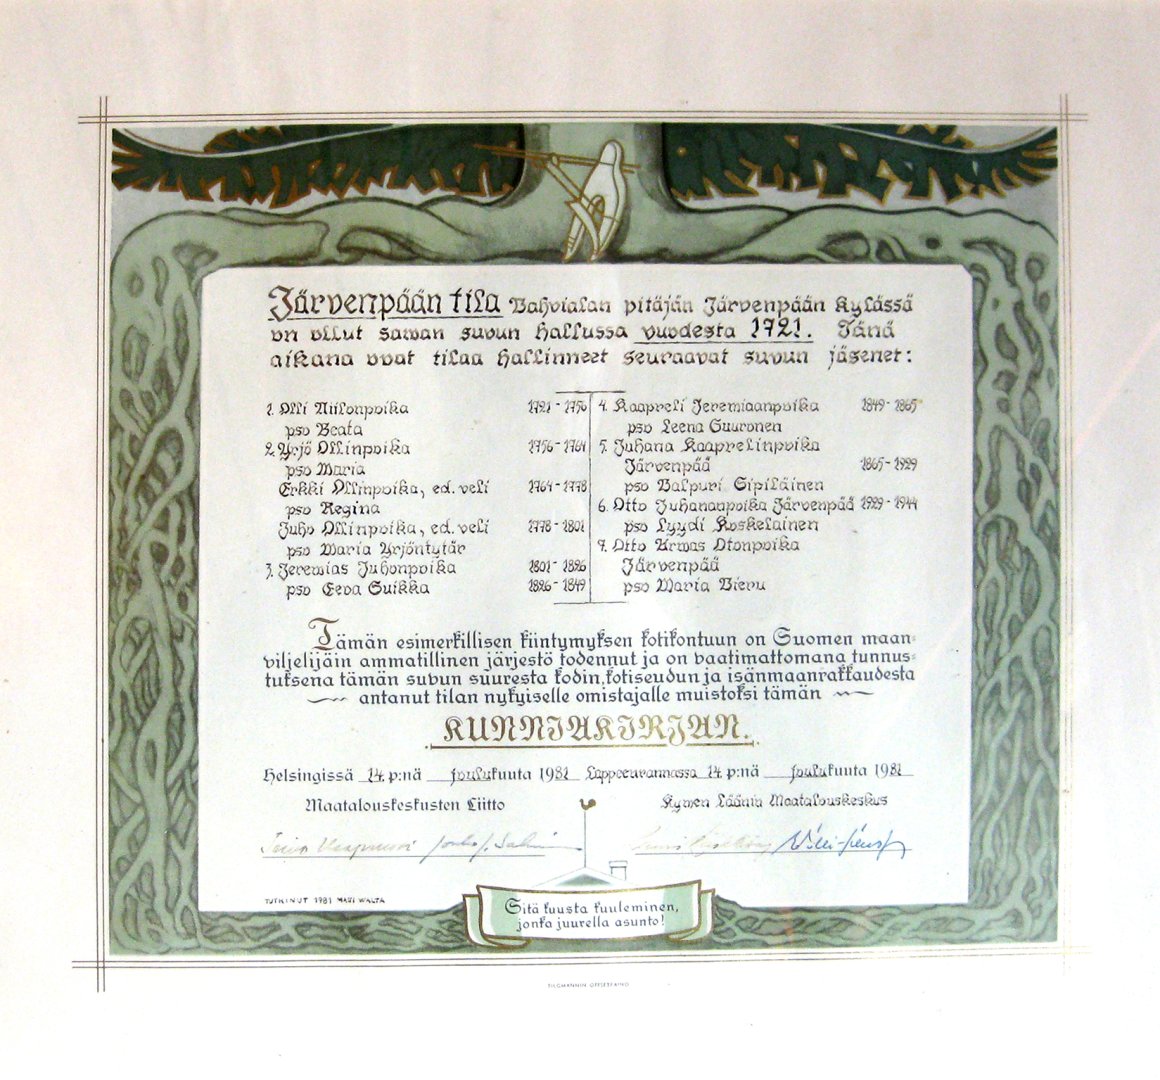 Järvenpään tila Vahvialan pitäjän Järvenpään kylässä
on ollut saman suvun hallussa vuodesta 1721. Tänä
aikana ovat tilaa hallinneet seuraavat suvun jäsenet:
1. Olli Niilonpoika 1721-1756
pso Beata
2. Yrjö Ollinpoika 1756-1764
pso Maria
Erkki Ollinpoika, ed. veli 1764-1778
pso Regina
Juho Ollinpoika, ed. veli 1778-1801
pso Maria Yrjöntytär
3. Jeremias Juhonpoika 1801-1826
pso Eeva Suikka 1826-1849
4. Kaapreli Jeremiaanpoika 1849-1865
pso Leena Suuronen
5. Juhana Kaaprelinpoika
Järvenpää 1865-1929
pso Valpuri Sipiläinen
6. Otto Juhananpoika Järvenpää 1929-1944
pso Lyydi Koskelainen
7. Otto Urmas Otonpoika
Järvenpää
pso Maria Vieru
Tämän esimerkillisen kiintymyksen kotikontuun on Suomen maan-
viljelijäin ammatillinen järjestö todennut ja on vaatimattomana tunnus-
tuksena tämän suvun suuresta kodin, kotiseudun ja isänmaanrakkaudesta
antanut tilan nykyiselle omistajalle muistoksi tämän
KUNNIAKIRJAN.
Helsingissä 14. p:nä joulukuuta 1981 Lappeenrannassa 14. p:nä joulukuuta 1981
Maatalouskeskusten Liitto
Kymen Läänin Maatalouskeskus
TUTKINUT 1981 MAXI WALTA
Sitä kuusta kuuleminen,
jonka juurella asunto!
TILGMANNIN OFFSETPAINO